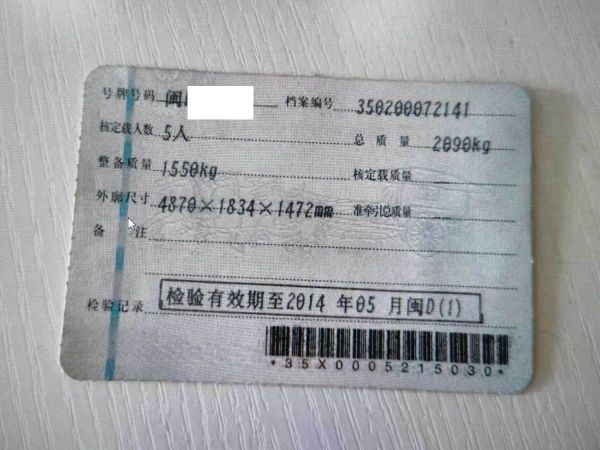 号牌号码 闽 档案编号 350200072141
核定载人数 5人 总质量 2090kg
整备质量 1550kg 核定载质量
外廓尺寸 4870×1834×1472mm 准牵引总质量
备注
检验记录 检验有效期至2014年05月闽D(1)
*35X0005215030*